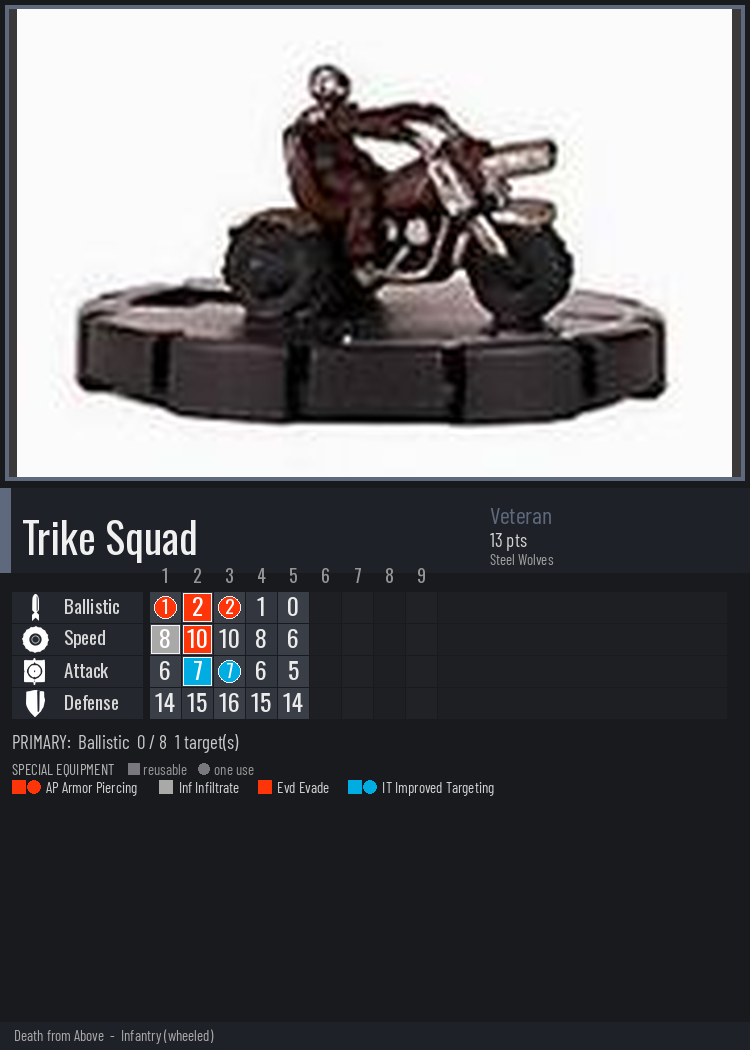 Trike Squad
Veteran
13 pts
Steel Wolves
1 2 3 4 5 6 7 8 9
Ballistic 1 2 2 1 0
Speed 8 10 10 8 6
Attack 6 7 7 6 5
Defense 14 15 16 15 14
PRIMARY: Ballistic 0 / 8 1 target(s)
SPECIAL EQUIPMENT reusable one use
AP Armor Piercing Inf Infiltrate Evd Evade IT Improved Targeting
Death from Above - Infantry (wheeled)